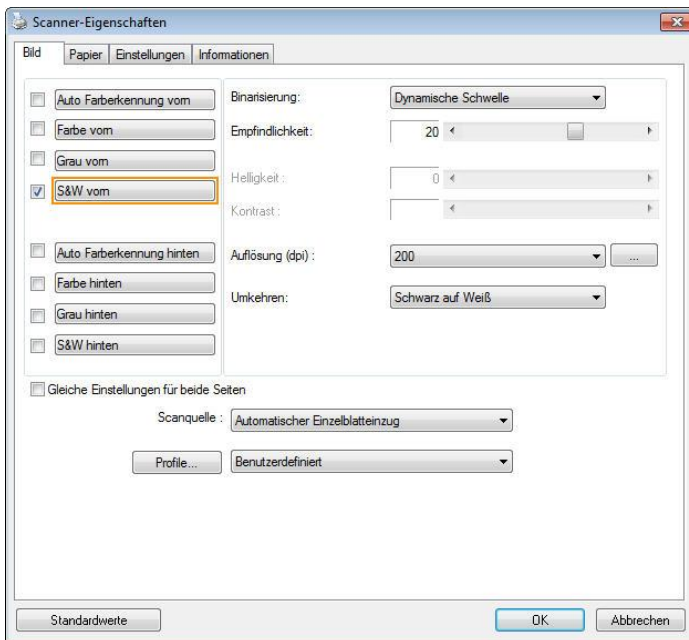 Scanner-Eigenschaften
Bild Papier Einstellungen Informationen
Auto Farberkennung vorn
Farbe vorn
Grau vorn
S&W vorn
Auto Farberkennung hinten
Farbe hinten
Grau hinten
S&W hinten
Binarisierung: Dynamische Schwelle
Empfindlichkeit: 20
Helligkeit : 0
Kontrast :
Auflösung (dpi) : 200 ...
Umkehren: Schwarz auf Weiß
Gleiche Einstellungen für beide Seiten
Scanquelle : Automatischer Einzelblatteinzug
Profile... Benutzerdefiniert
Standardwerte OK Abbrechen